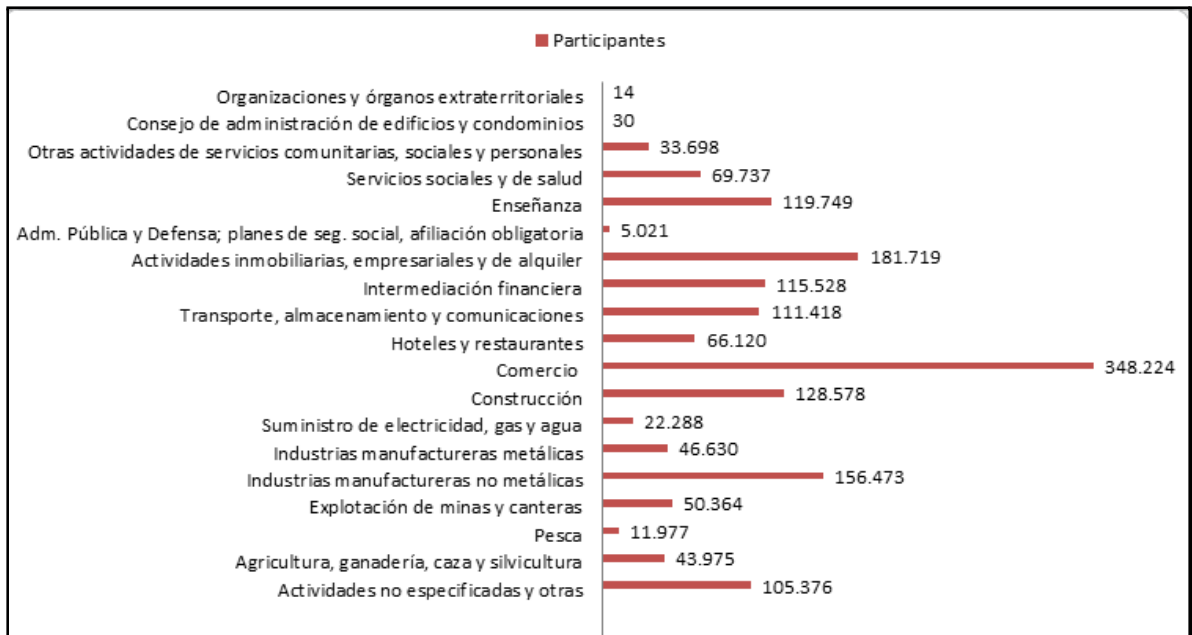 Participantes
Organizaciones y órganos extraterritoriales 14
Consejo de administración de edificios y condominios 30
Otras actividades de servicios comunitarias, sociales y personales 33.698
Servicios sociales y de salud 69.737
Enseñanza 119.749
Adm. Pública y Defensa; planes de seg. social, afiliación obligatoria 5.021
Actividades inmobiliarias, empresariales y de alquiler 181.719
Intermediación financiera 115.528
Transporte, almacenamiento y comunicaciones 111.418
Hoteles y restaurantes 66.120
Comercio 348.224
Construcción 128.578
Suministro de electricidad, gas y agua 22.288
Industrias manufactureras metálicas 46.630
Industrias manufactureras no metálicas 156.473
Explotación de minas y canteras 50.364
Pesca 11.977
Agricultura, ganadería, caza y silvicultura 43.975
Actividades no especificadas y otras 105.376